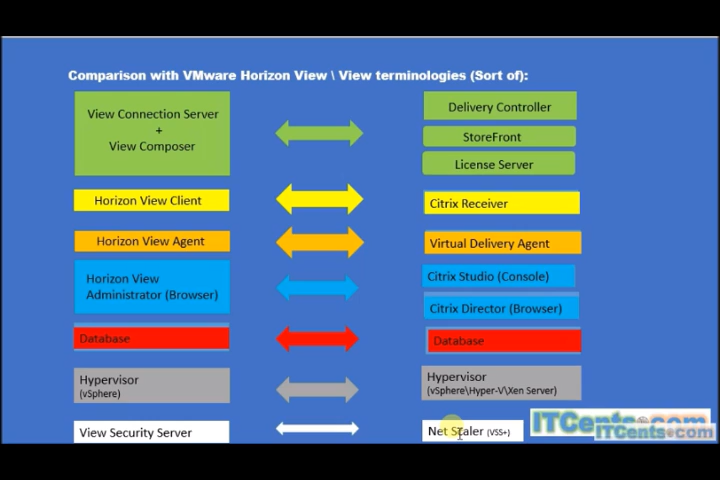 Comparison with VMware Horizon View \ View terminologies (Sort of):
View Connection Server
+
View Composer
Delivery Controller
StoreFront
License Server
Horizon View Client
Citrix Receiver
Horizon View Agent
Virtual Delivery Agent
Horizon View
Administrator (Browser)
Citrix Studio (Console)
Citrix Director (Browser)
Database
Database
Hypervisor
(vSphere)
Hypervisor
(vSphere\Hyper-V\Xen Server)
View Security Server
Net Scaler (VSS+)
ITCents.com
ITCents.com